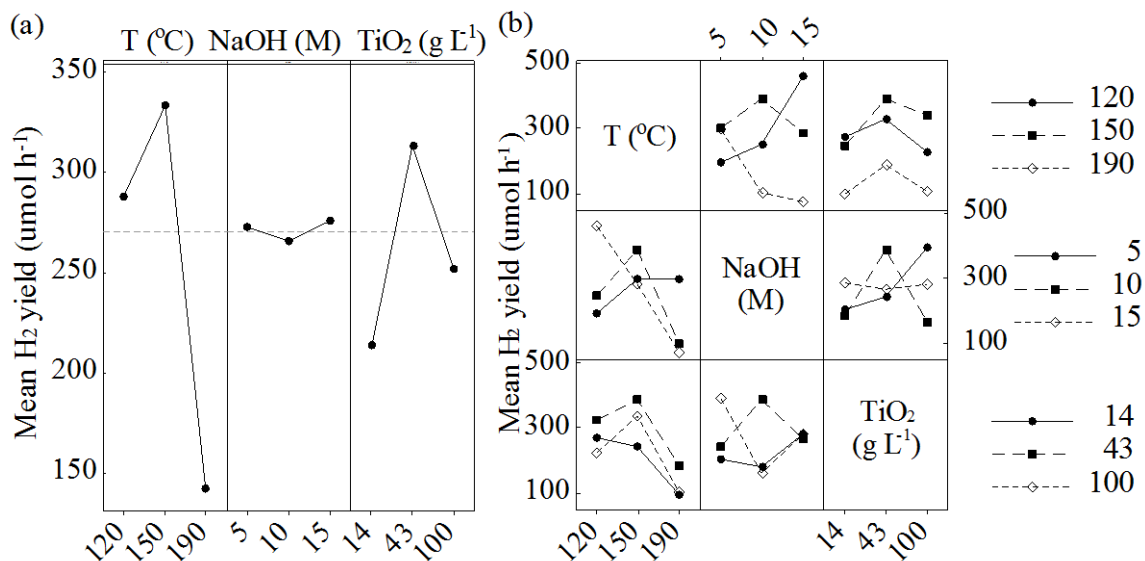 (a)
T (ºC) NaOH (M) TiO2 (g L-1)
350
300
250
200
150
Mean H2 yield (umol h-1)
120 150 190 5 10 15 14 43 100
(b)
5 10 15
500
300
100
T (ºC)
120
150
190
Mean H2 yield (umol h-1)
NaOH
(M)
500
300
100
5
10
15
500
300
100
TiO2
(g L-1)
14
43
100
120 150 190 14 43 100